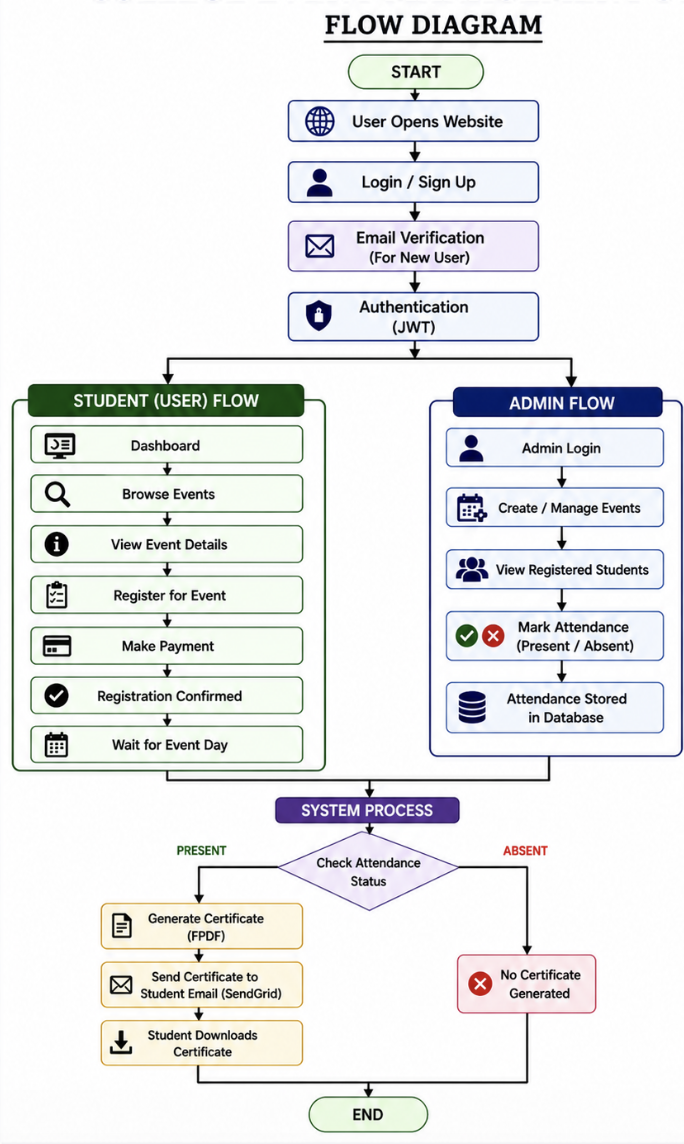 FLOW DIAGRAM
START
User Opens Website
Login / Sign Up
Email Verification
(For New User)
Authentication
(JWT)
STUDENT (USER) FLOW
Dashboard
Browse Events
View Event Details
Register for Event
Make Payment
Registration Confirmed
Wait for Event Day
ADMIN FLOW
Admin Login
Create / Manage Events
View Registered Students
Mark Attendance
(Present / Absent)
Attendance Stored
in Database
SYSTEM PROCESS
Check Attendance
Status
PRESENT
Generate Certificate
(FPDF)
Send Certificate to
Student Email (SendGrid)
Student Downloads
Certificate
ABSENT
No Certificate
Generated
END